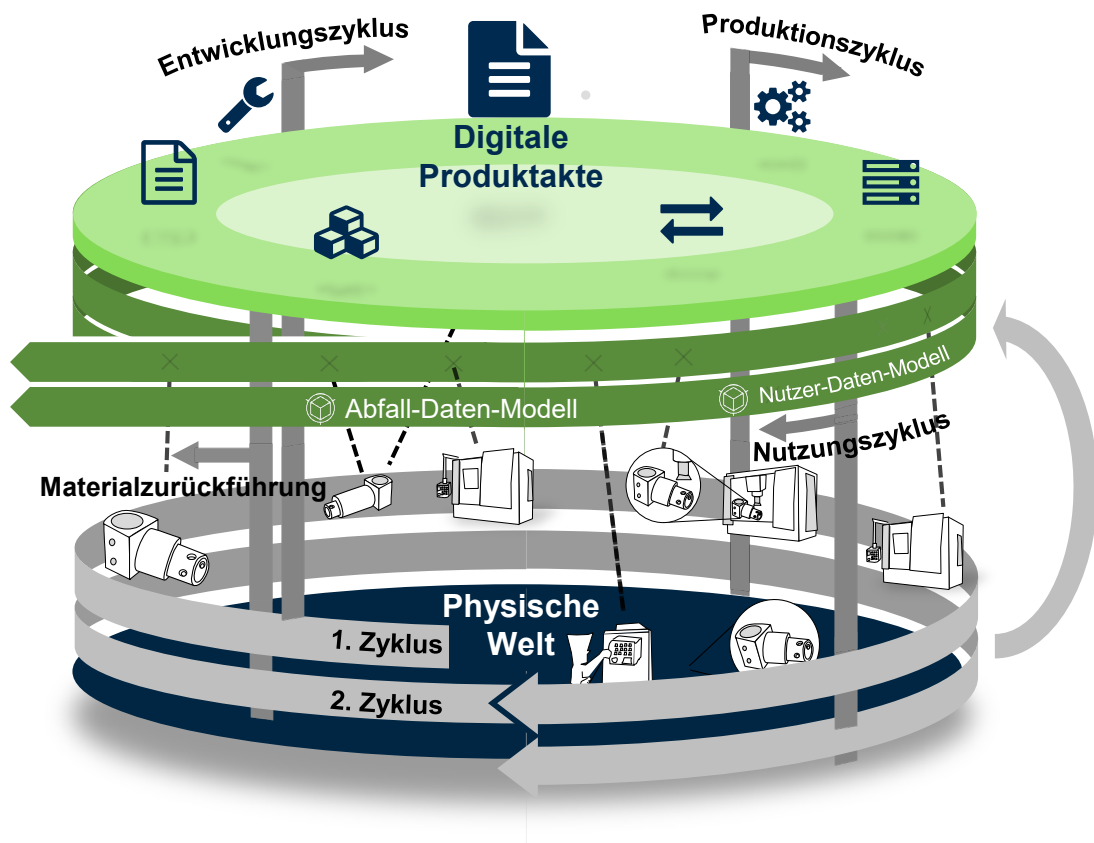 Entwicklungszyklus
Produktionszyklus
Digitale
Produktakte
Nutzer-Daten-Modell
Abfall-Daten-Modell
Nutzungszyklus
Materialzurückführung
Physische
Welt
1. Zyklus
2. Zyklus